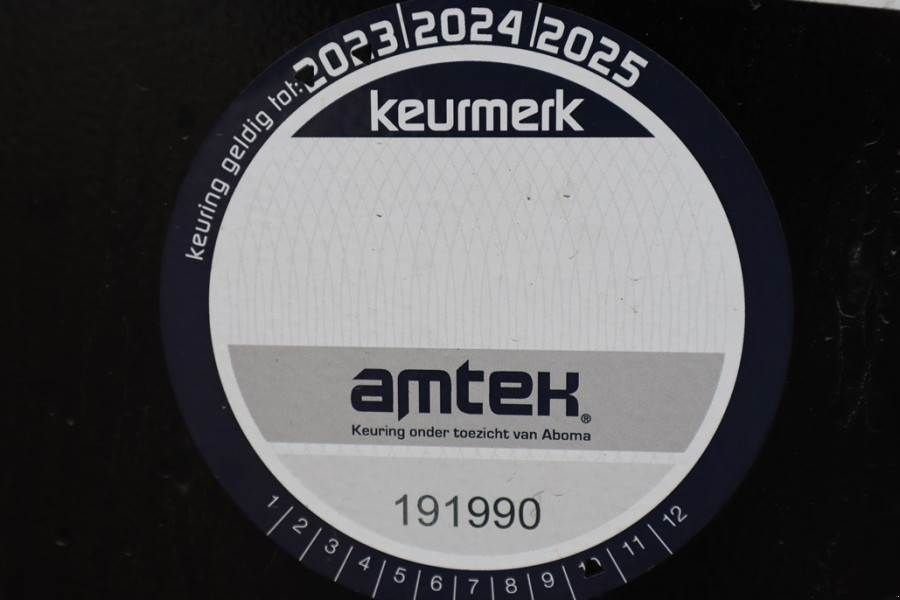 keuring geldig tot: 2023 2024 2025
keurmerk
amtek®
Keuring onder toezicht van Aboma
191990
1 2 3 4 5 6 7 8 9 10 11 12